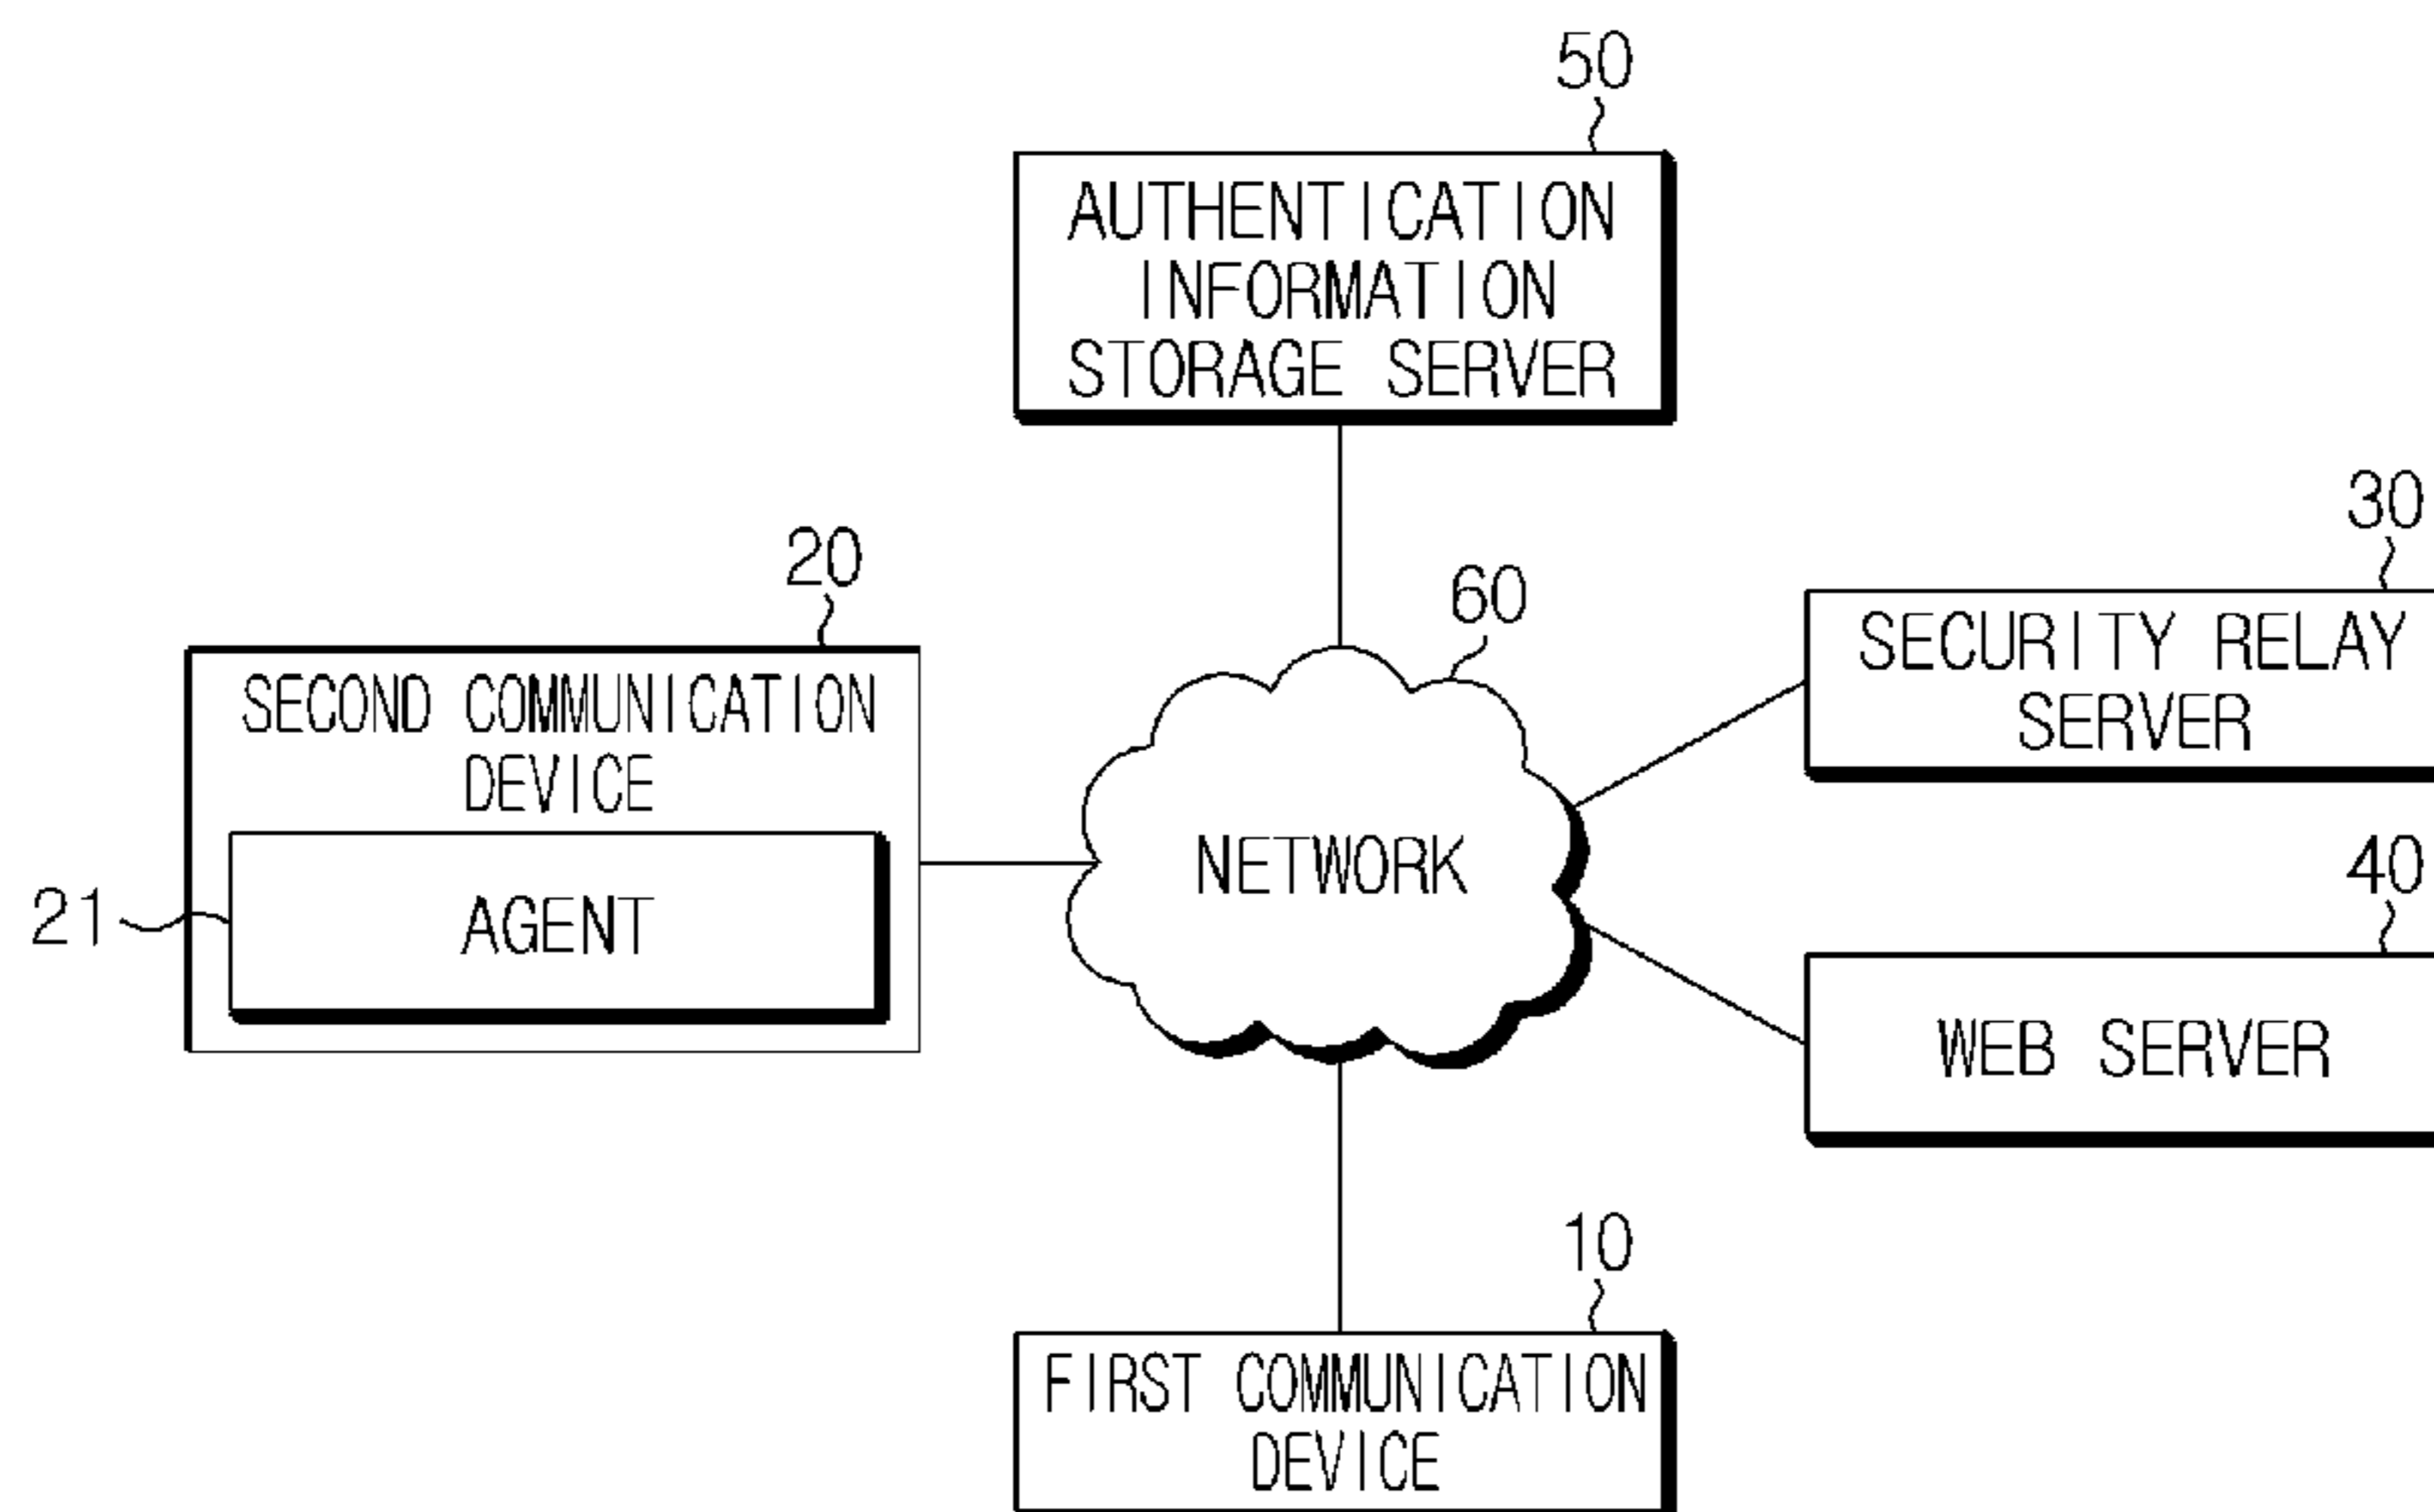 50
AUTHENTICATION
INFORMATION
STORAGE SERVER
30
SECURITY RELAY
SERVER
20
SECOND COMMUNICATION
DEVICE
60
NETWORK
21
AGENT
40
WEB SERVER
10
FIRST COMMUNICATION
DEVICE